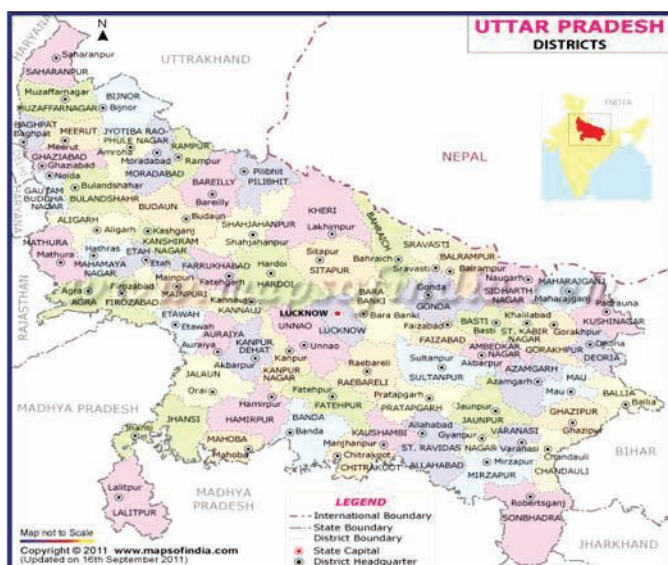 UTTAR PRADESH
DISTRICTS
N
HARYANA
Saharanpur
SAHARANPUR
UTTRAKHAND
INDIA
Muzaffarnagar
MUZAFFARNAGAR
BIJNOR
Bijnor
NEPAL
BAGHPAT
Baghpat
MEERUT
Meerut
JYOTIBA RAO-
PHULE NAGAR
Amroha
RAMPUR
Rampur
Moradabad
MORADABAD
GHAZIABAD
Ghaziabad
Noida
GAUTAM
BUDDHA
NAGAR
Bulandshahar
BULANDSHAHR
BAREILLY
Bareilly
Pilibhit
PILIBHIT
BUDAUN
Budaun
KHERI
Lakhimpur
SHAHJAHANPUR
Shahjahanpur
ALIGARH
Aligarh
Kashganj
KANSHIRAM
NAGAR
MATHURA
Mathura
Hathras
MAHAMAYA
NAGAR
ETAH
Etah
FARRUKHABAD
Fatehgarh
Hardoi
HARDOI
Sitapur
SITAPUR
BAHRAICH
Bahraich
SRAVASTI
Sravasti
BALRAMPUR
Balrampur
Naugarh
SIDHARTH
NAGAR
MAHARAJGANJ
Maharajganj
Padrauna
KUSHINAGAR
RAJASTHAN
Agra
AGRA
Firozabad
FIROZABAD
Mainpuri
MAINPURI
Kannauj
KANNAUJ
LUCKNOW
LUCKNOW
UNNAO
Unnao
BARA
BANKI
Bara Banki
Gonda
GONDA
Faizabad
FAIZABAD
BASTI
Basti
Khalilabad
ST. KABIR
NAGAR
Gorakhpur
GORAKHPUR
DEORIA
ETAWAH
Etawah
AURAIYA
Auraiya
KANPUR
DEHAT
Akbarpur
Kanpur
KANPUR
NAGAR
Raebareli
RAEBARELI
Sultanpur
SULTANPUR
AMBEDKAR
NAGAR
Akbarpur
AZAMGARH
Azamgarh
MAU
Mau
BALLIA
Ballia
JALAUN
Orai
MADHYA PRADESH
JHANSI
Jhansi
Hamirpur
HAMIRPUR
Fatehpur
FATEHPUR
Pratapgarh
PRATAPGARH
Jaunpur
JAUNPUR
GHAZIPUR
Ghazipur
BIHAR
MAHOBA
Mahoba
BANDA
Banda
KAUSHAMBI
Manjhanpur
Chitrakgot
CHITRAKOOT
Allahabad
ALLAHABAD
Gyanpur
ST. RAVIDAS NAGAR
VARANASI
Varanasi
Mirzapur
MIRZAPUR
Chandauli
CHANDAULI
Lalitpur
LALITPUR
MADHYA
PRADESH
Robertsganj
SONBHADRA
JHARKHAND
LEGEND
International Boundary
State Boundary
District Boundary
State Capital
District Headquarter
Map not to Scale
Copyright © 2011 www.mapsofindia.com
(Updated on 16th September 2011)